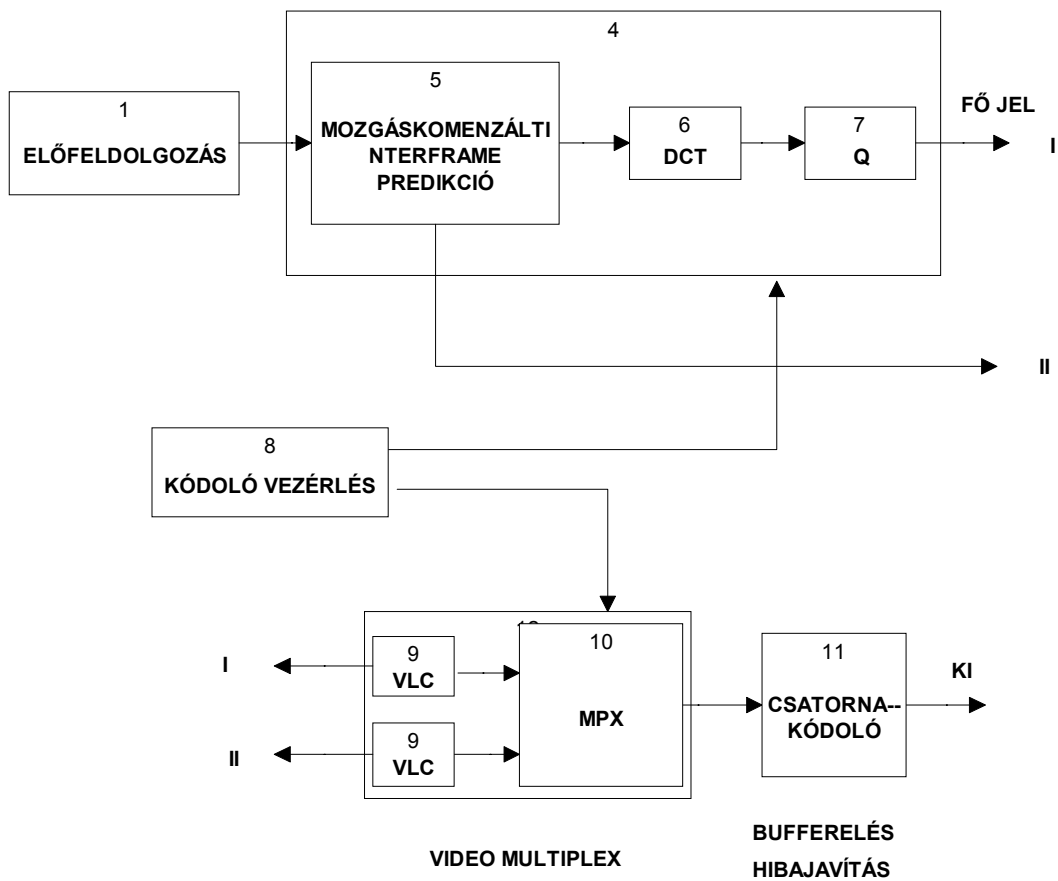 4
1
ELŐFELDOLGOZÁS
5
MOZGÁSKOMENZÁLTI
NTERFRAME
PREDIKCIÓ
6
DCT
7
Q
FŐ JEL
I
II
8
KÓDOLÓ VEZÉRLÉS
I
9
VLC
II
9
VLC
10
MPX
11
CSATORNA--
KÓDOLÓ
KI
VIDEO MULTIPLEX
BUFFERELÉS
HIBAJAVÍTÁS